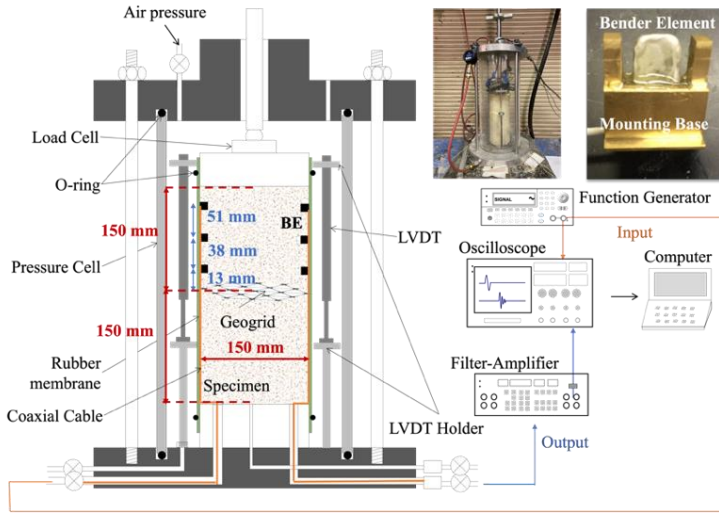 Air pressure
Load Cell
O-ring
150 mm
Pressure Cell
150 mm
Rubber
membrane
Coaxial Cable
51 mm
38 mm
13 mm
BE
Geogrid
150 mm
Specimen
LVDT
LVDT Holder
Bender Element
Mounting Base
SIGNAL
Function Generator
Input
Oscilloscope
Computer
Filter-Amplifier
Output